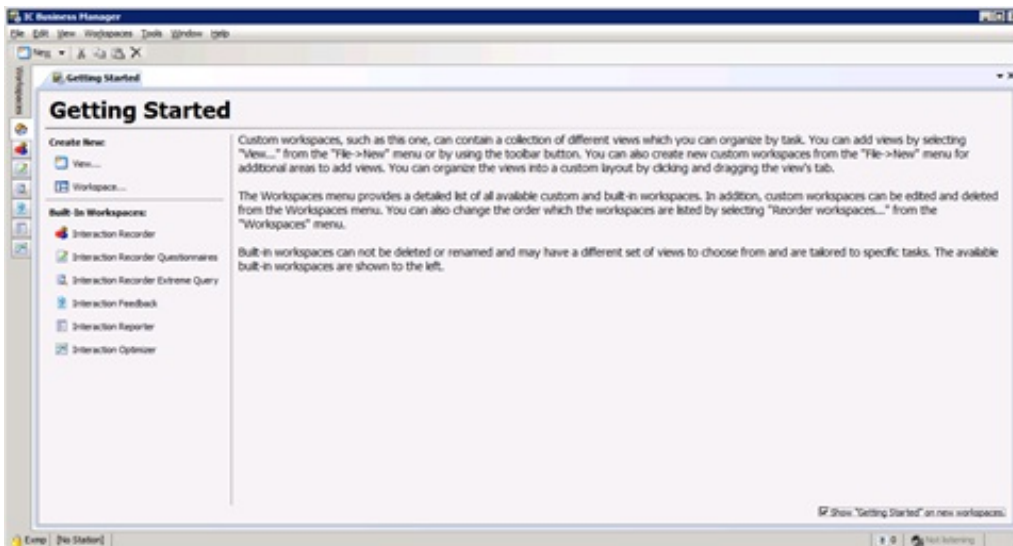 IC Business Manager
File Edit View Workspaces Tools Window Help
New
Workspaces
Getting Started
Getting Started
Create New:
View...
Workspace...
Built-In Workspaces:
Interaction Recorder
Interaction Recorder Questionnaires
Interaction Recorder Extreme Query
Interaction Feedback
Interaction Reporter
Interaction Optimizer
Custom workspaces, such as this one, can contain a collection of different views which you can organize by task. You can add views by selecting
"View..." from the "File->New" menu or by using the toolbar button. You can also create new custom workspaces from the "File->New" menu for
additional areas to add views. You can organize the views into a custom layout by clicking and dragging the view's tab.
The Workspaces menu provides a detailed list of all available custom and built-in workspaces. In addition, custom workspaces can be edited and deleted
from the Workspaces menu. You can also change the order which the workspaces are listed by selecting "Reorder workspaces..." from the
"Workspaces" menu.
Built-in workspaces can not be deleted or renamed and may have a different set of views to choose from and are tailored to specific tasks. The available
built-in workspaces are shown to the left.
Show "Getting Started" on new workspaces.
[No Station]
0
Not listening